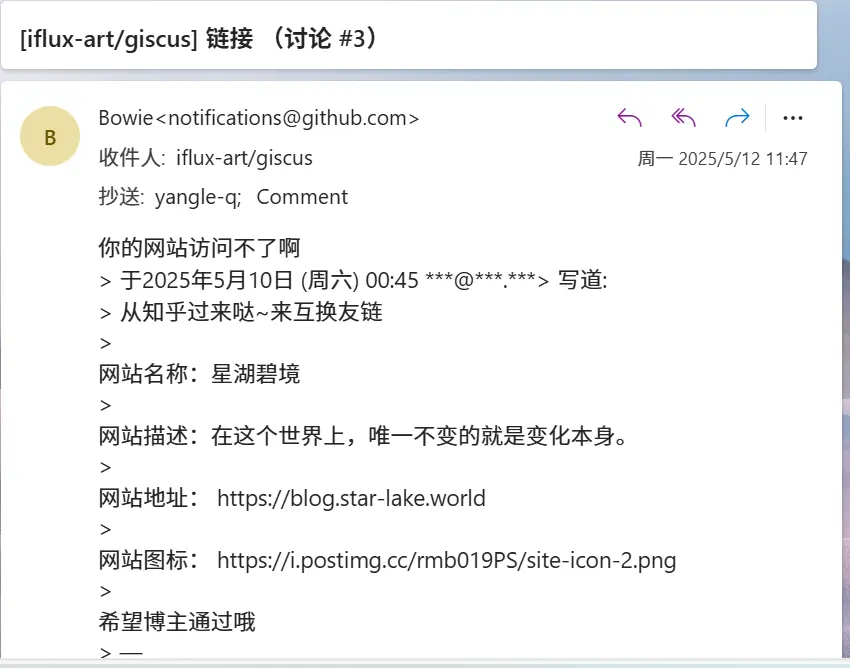 [iflux-art/giscus] 链接 （讨论 #3）
B
Bowie<notifications@github.com>
收件人: iflux-art/giscus
周一 2025/5/12 11:47
抄送: yangle-q; Comment
你的网站访问不了啊
> 于2025年5月10日 (周六) 00:45 ***@***.***> 写道:
> 从知乎过来哒~来互换友链
>
网站名称：星湖碧境
>
网站描述：在这个世界上，唯一不变的就是变化本身。
>
网站地址： https://blog.star-lake.world
>
网站图标： https://i.postimg.cc/rmb019PS/site-icon-2.png
>
希望博主通过哦
> —